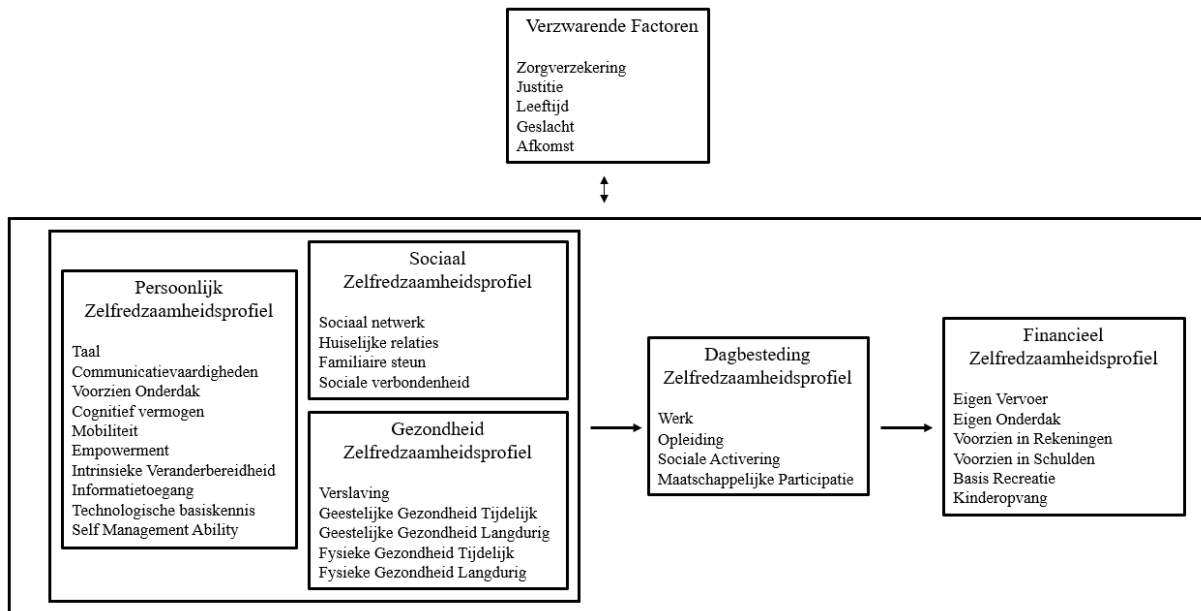 Verzwarende Factoren
Zorgverzekering
Justitie
Leeftijd
Geslacht
Afkomst
Persoonlijk
Zelfredzaamheidsprofiel
Taal
Communicatievaardigheden
Voorzien Onderdak
Cognitief vermogen
Mobiliteit
Empowerment
Intrinsieke Veranderbereidheid
Informatietoegang
Technologische basiskennis
Self Management Ability
Sociaal
Zelfredzaamheidsprofiel
Sociaal netwerk
Huiselijke relaties
Familiaire steun
Sociale verbondenheid
Gezondheid
Zelfredzaamheidsprofiel
Verslaving
Geestelijke Gezondheid Tijdelijk
Geestelijke Gezondheid Langdurig
Fysieke Gezondheid Tijdelijk
Fysieke Gezondheid Langdurig
Dagbesteding
Zelfredzaamheidsprofiel
Werk
Opleiding
Sociale Activering
Maatschappelijke Participatie
Financieel
Zelfredzaamheidsprofiel
Eigen Vervoer
Eigen Onderdak
Voorzien in Rekeningen
Voorzien in Schulden
Basis Recreatie
Kinderopvang